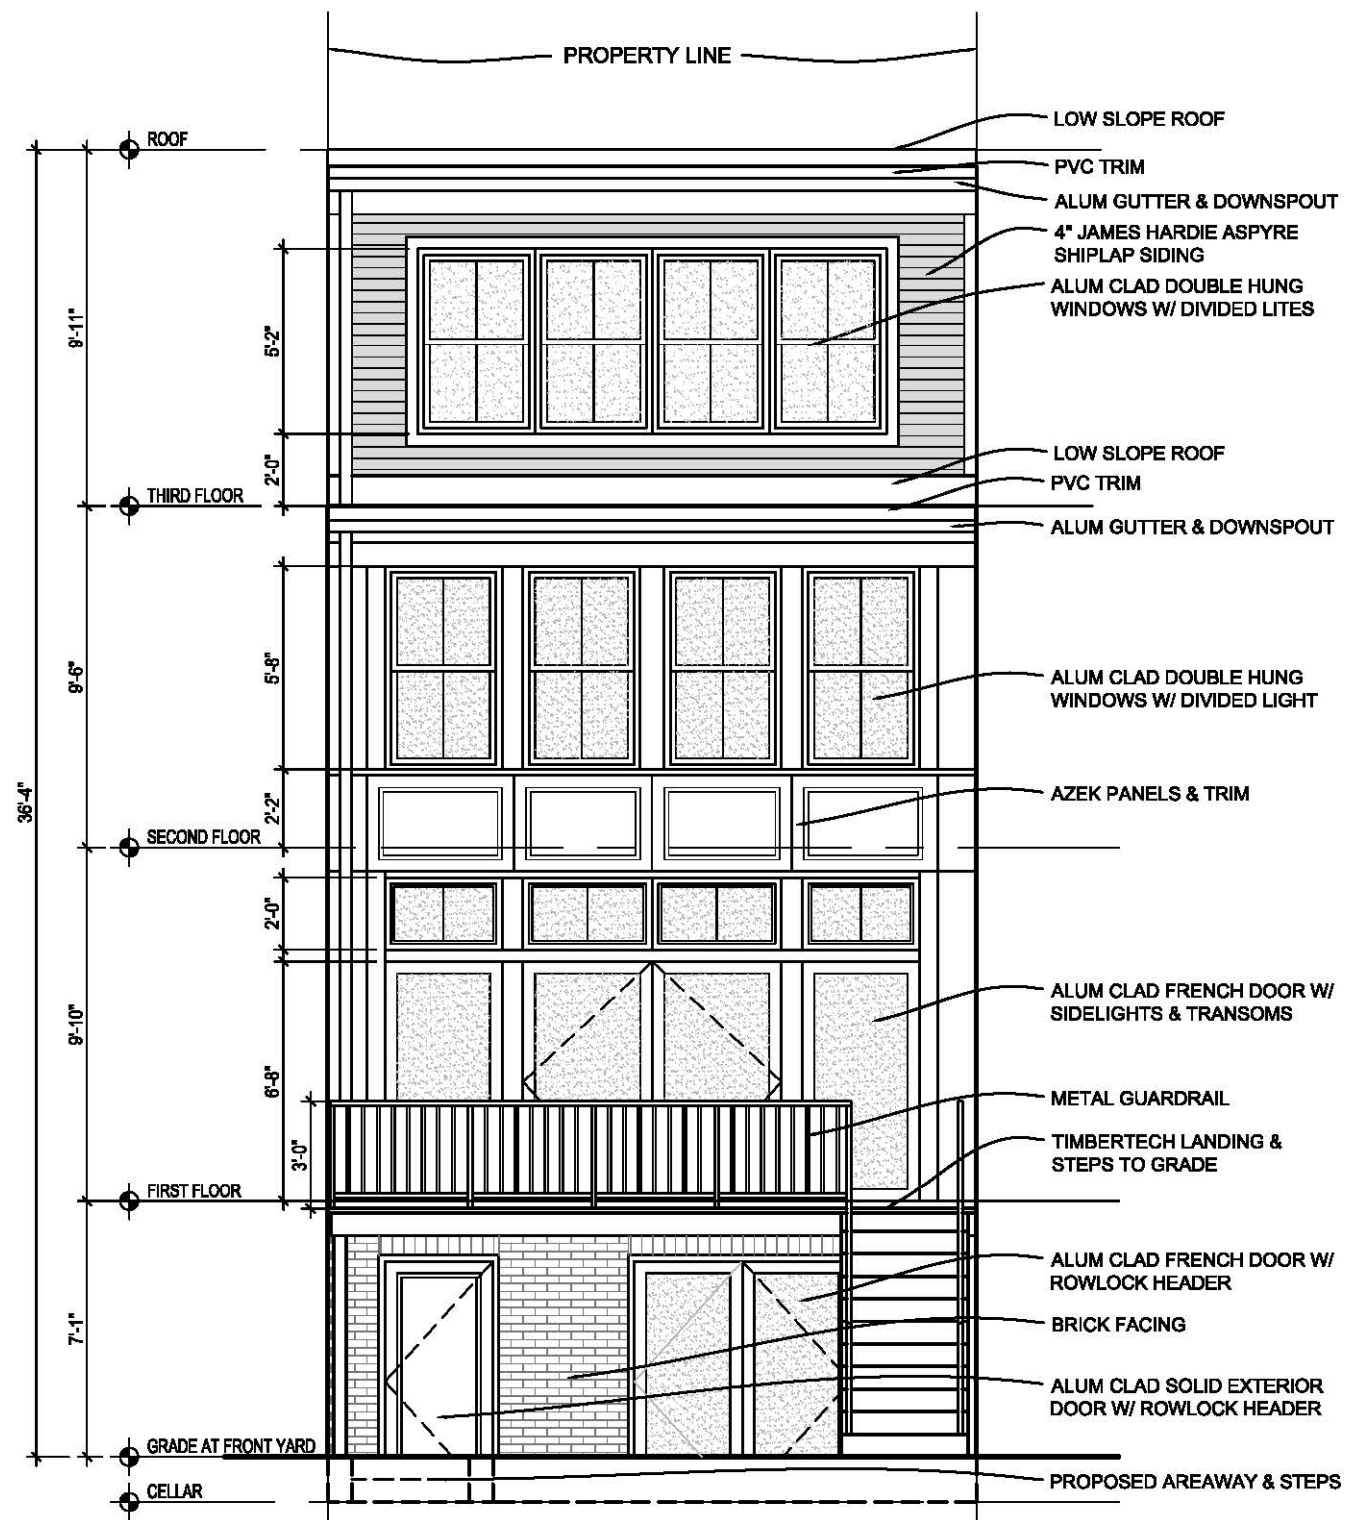 PROPERTY LINE
ROOF
LOW SLOPE ROOF
PVC TRIM
ALUM GUTTER & DOWNSPOUT
4" JAMES HARDIE ASPYRE
SHIPLAP SIDING
ALUM CLAD DOUBLE HUNG
WINDOWS W/ DIVIDED LITES
9'-11"
5'-2"
2'-0"
LOW SLOPE ROOF
PVC TRIM
THIRD FLOOR
ALUM GUTTER & DOWNSPOUT
9'-6"
5'-8"
ALUM CLAD DOUBLE HUNG
WINDOWS W/ DIVIDED LIGHT
36'-4"
2'-2"
AZEK PANELS & TRIM
SECOND FLOOR
2'-0"
ALUM CLAD FRENCH DOOR W/
SIDELIGHTS & TRANSOMS
9'-10"
6'-8"
METAL GUARDRAIL
3'-0"
TIMBERTECH LANDING &
STEPS TO GRADE
FIRST FLOOR
ALUM CLAD FRENCH DOOR W/
ROWLOCK HEADER
7'-1"
BRICK FACING
ALUM CLAD SOLID EXTERIOR
DOOR W/ ROWLOCK HEADER
GRADE AT FRONT YARD
PROPOSED AREAWAY & STEPS
CELLAR